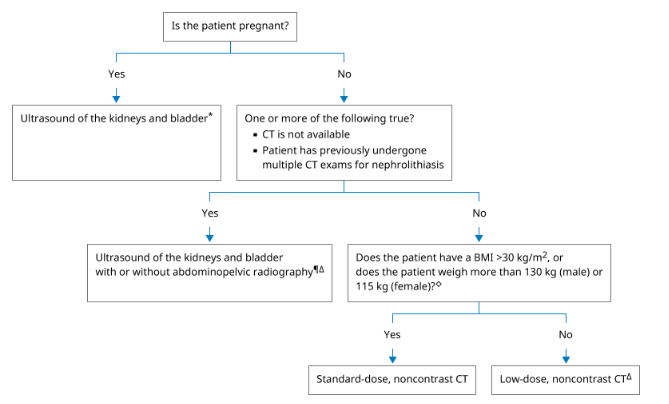 Is the patient pregnant?
Yes
No
Ultrasound of the kidneys and bladder*
One or more of the following true?
▪ CT is not available
▪ Patient has previously undergone
multiple CT exams for nephrolithiasis
Yes
No
Ultrasound of the kidneys and bladder
with or without abdominopelvic radiography¶Δ
Does the patient have a BMI >30 kg/m², or
does the patient weigh more than 130 kg (male) or
115 kg (female)?◇
Yes
No
Standard-dose, noncontrast CT
Low-dose, noncontrast CTΔ